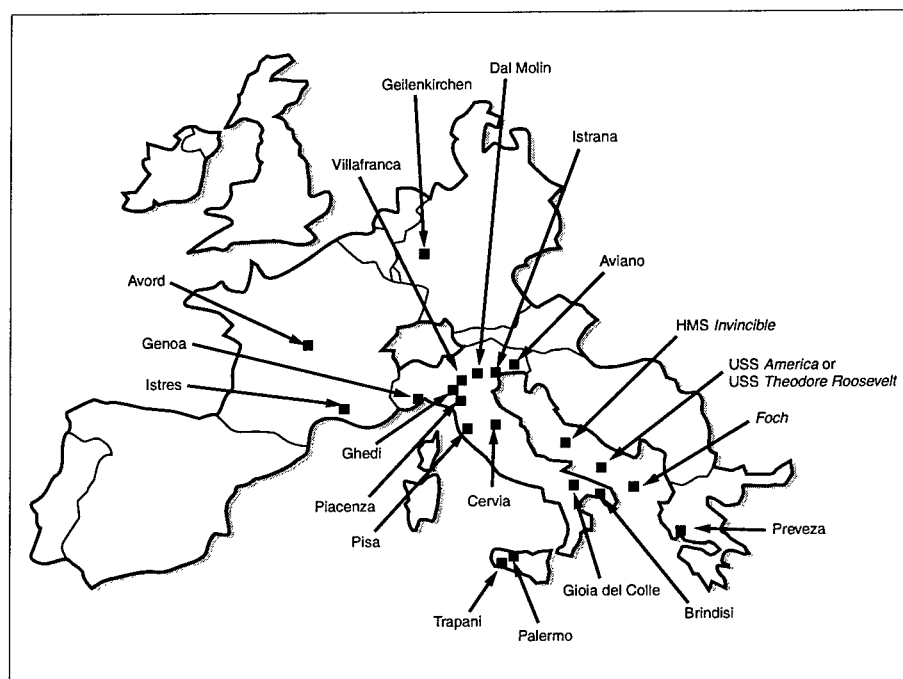 Dal Molin
Geilenkirchen
Istrana
Villafranca
Aviano
Avord
HMS Invincible
Genoa
USS America or
USS Theodore Roosevelt
Istres
Foch
Ghedi
Piacenza
Cervia
Pisa
Preveza
Gioia del Colle
Brindisi
Trapani
Palermo